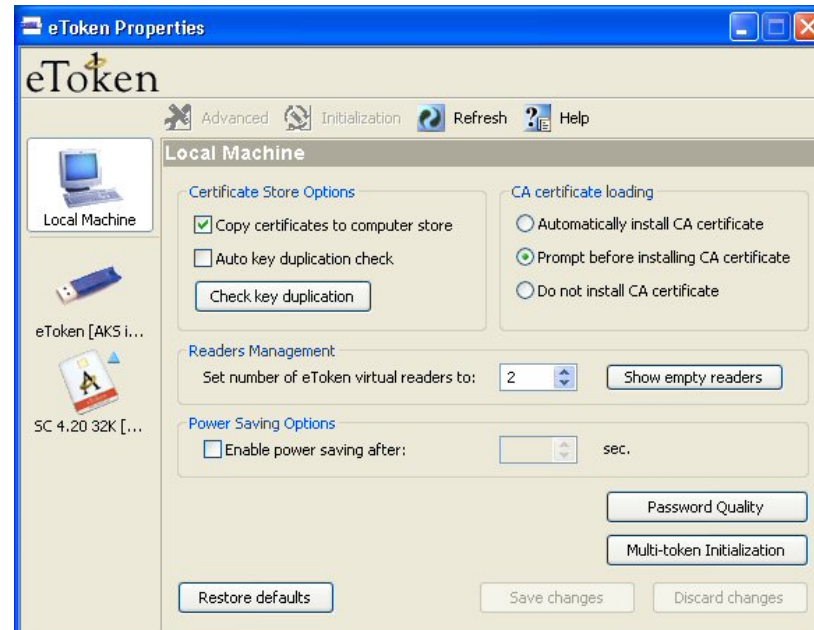 eToken Properties
eToken
Advanced Initialization Refresh Help
Local Machine
Local Machine
eToken [AKS i...
SC 4.20 32K [...
Certificate Store Options
Copy certificates to computer store
Auto key duplication check
Check key duplication
CA certificate loading
Automatically install CA certificate
Prompt before installing CA certificate
Do not install CA certificate
Readers Management
Set number of eToken virtual readers to: 2 Show empty readers
Power Saving Options
Enable power saving after: sec.
Password Quality
Multi-token Initialization
Restore defaults Save changes Discard changes